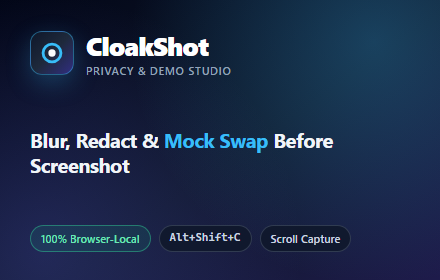 CloakShot
PRIVACY & DEMO STUDIO
Blur, Redact & Mock Swap Before
Screenshot
100% Browser-Local
Alt+Shift+C
Scroll Capture